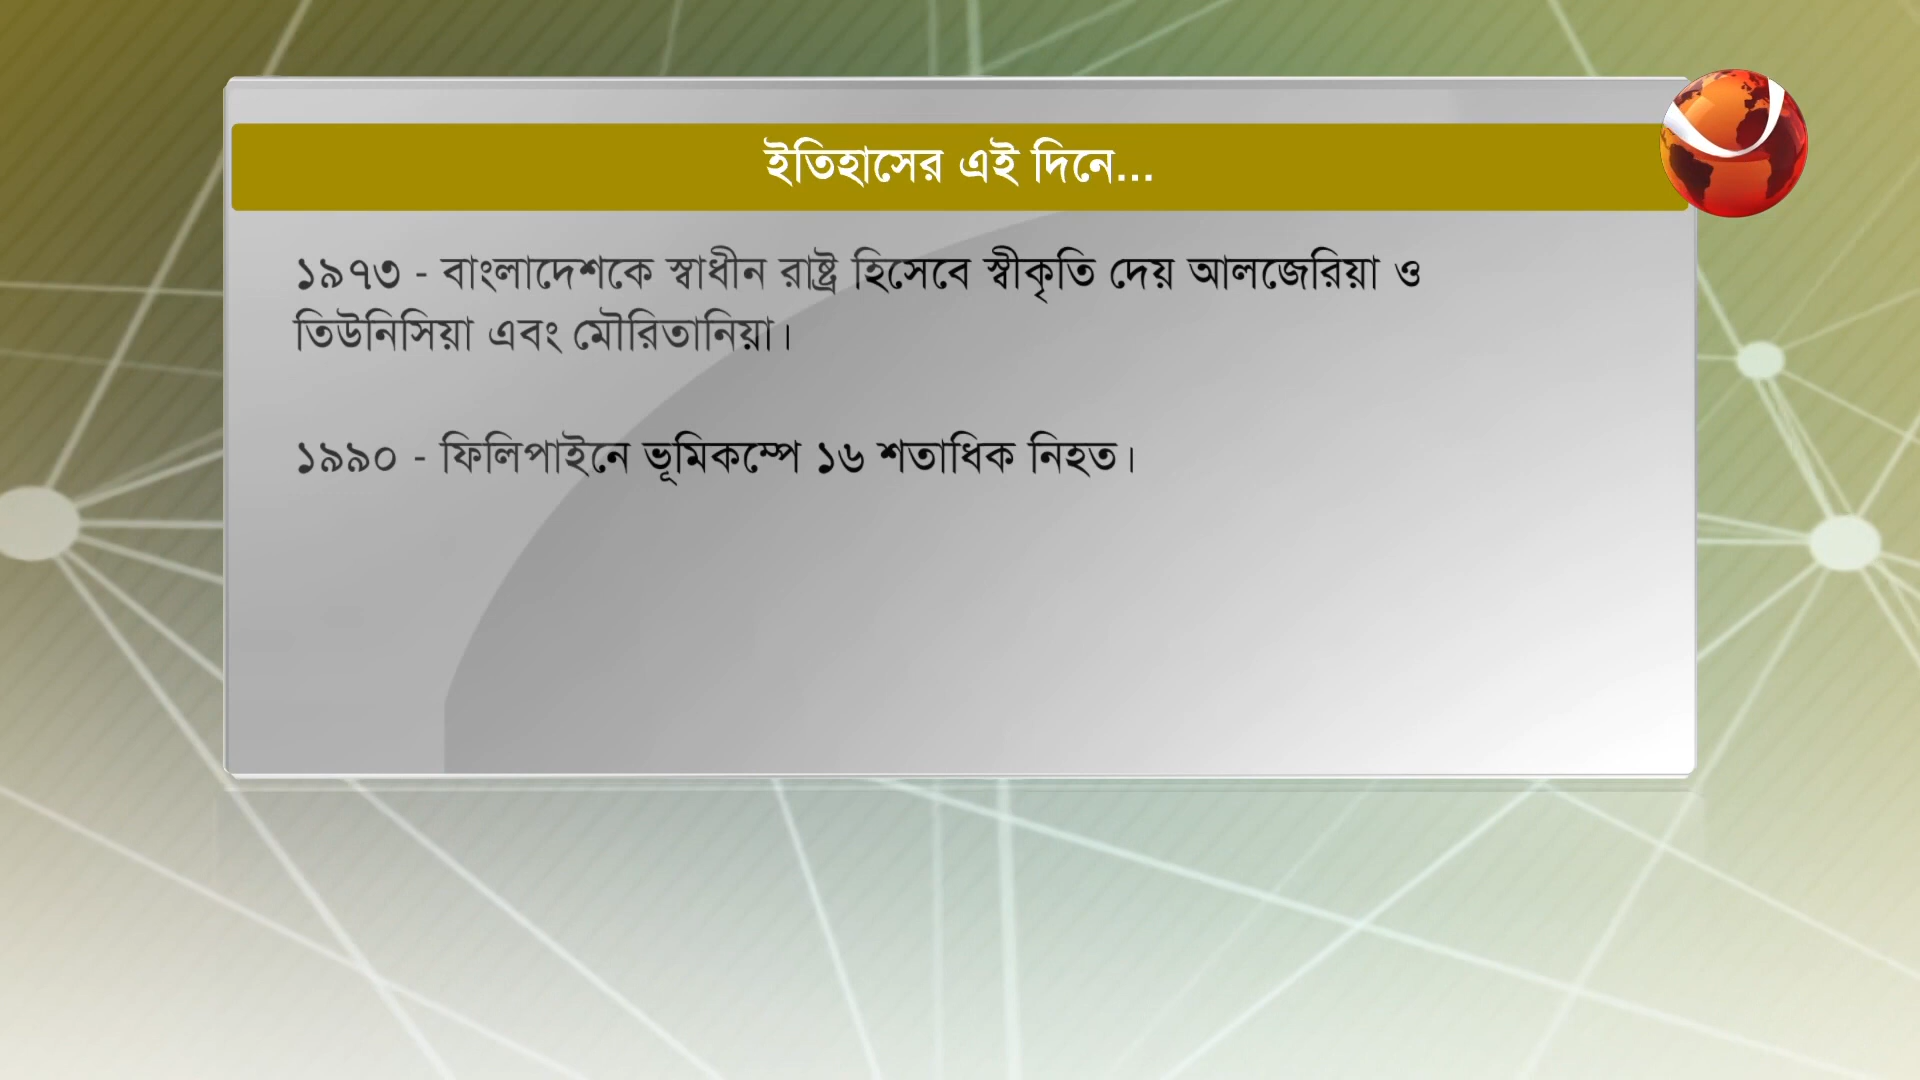 ইতিহাসের এই দিনে...
১৯৭৩ - বাংলাদেশকে স্বাধীন রাষ্ট্র হিসেবে স্বীকৃতি দেয় আলজেরিয়া ও
তিউনিসিয়া এবং মৌরিতানিয়া।
১৯৯০ - ফিলিপাইনে ভূমিকম্পে ১৬ শতাধিক নিহত।